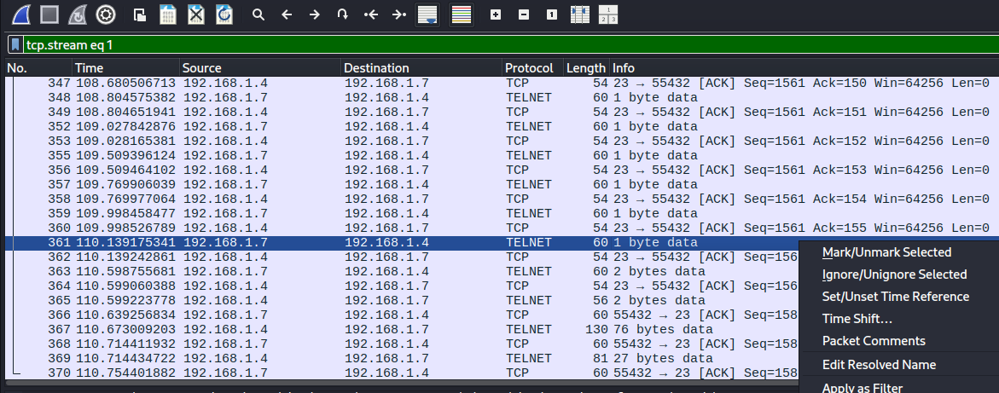 tcp.stream eq 1
No. Time Source Destination Protocol Length Info
347 108.680506713 192.168.1.4 192.168.1.7 TCP 54 23 → 55432 [ACK] Seq=1561 Ack=150 Win=64256 Len=0
348 108.804575382 192.168.1.7 192.168.1.4 TELNET 60 1 byte data
349 108.804651941 192.168.1.4 192.168.1.7 TCP 54 23 → 55432 [ACK] Seq=1561 Ack=151 Win=64256 Len=0
352 109.027842876 192.168.1.7 192.168.1.4 TELNET 60 1 byte data
353 109.028165381 192.168.1.4 192.168.1.7 TCP 54 23 → 55432 [ACK] Seq=1561 Ack=152 Win=64256 Len=0
355 109.509396124 192.168.1.7 192.168.1.4 TELNET 60 1 byte data
356 109.509464102 192.168.1.4 192.168.1.7 TCP 54 23 → 55432 [ACK] Seq=1561 Ack=153 Win=64256 Len=0
357 109.769906039 192.168.1.7 192.168.1.4 TELNET 60 1 byte data
358 109.769977064 192.168.1.4 192.168.1.7 TCP 54 23 → 55432 [ACK] Seq=1561 Ack=154 Win=64256 Len=0
359 109.998458477 192.168.1.7 192.168.1.4 TELNET 60 1 byte data
360 109.998526789 192.168.1.4 192.168.1.7 TCP 54 23 → 55432 [ACK] Seq=1561 Ack=155 Win=64256 Len=0
361 110.139175341 192.168.1.7 192.168.1.4 TELNET 60 1 byte data
362 110.139242861 192.168.1.4 192.168.1.7 TCP 54 23 → 55432 [ACK] Seq=156
363 110.598755681 192.168.1.7 192.168.1.4 TELNET 60 2 bytes data
364 110.599060388 192.168.1.4 192.168.1.7 TCP 54 23 → 55432 [ACK] Seq=156
365 110.599223778 192.168.1.4 192.168.1.7 TELNET 56 2 bytes data
366 110.639256834 192.168.1.7 192.168.1.4 TCP 60 55432 → 23 [ACK] Seq=158
367 110.673009203 192.168.1.4 192.168.1.7 TELNET 130 76 bytes data
368 110.714411932 192.168.1.7 192.168.1.4 TCP 60 55432 → 23 [ACK] Seq=158
369 110.714434722 192.168.1.4 192.168.1.7 TELNET 81 27 bytes data
370 110.754401882 192.168.1.7 192.168.1.4 TCP 60 55432 → 23 [ACK] Seq=158
Mark/Unmark Selected
Ignore/Unignore Selected
Set/Unset Time Reference
Time Shift...
Packet Comments
Edit Resolved Name
Apply as Filter